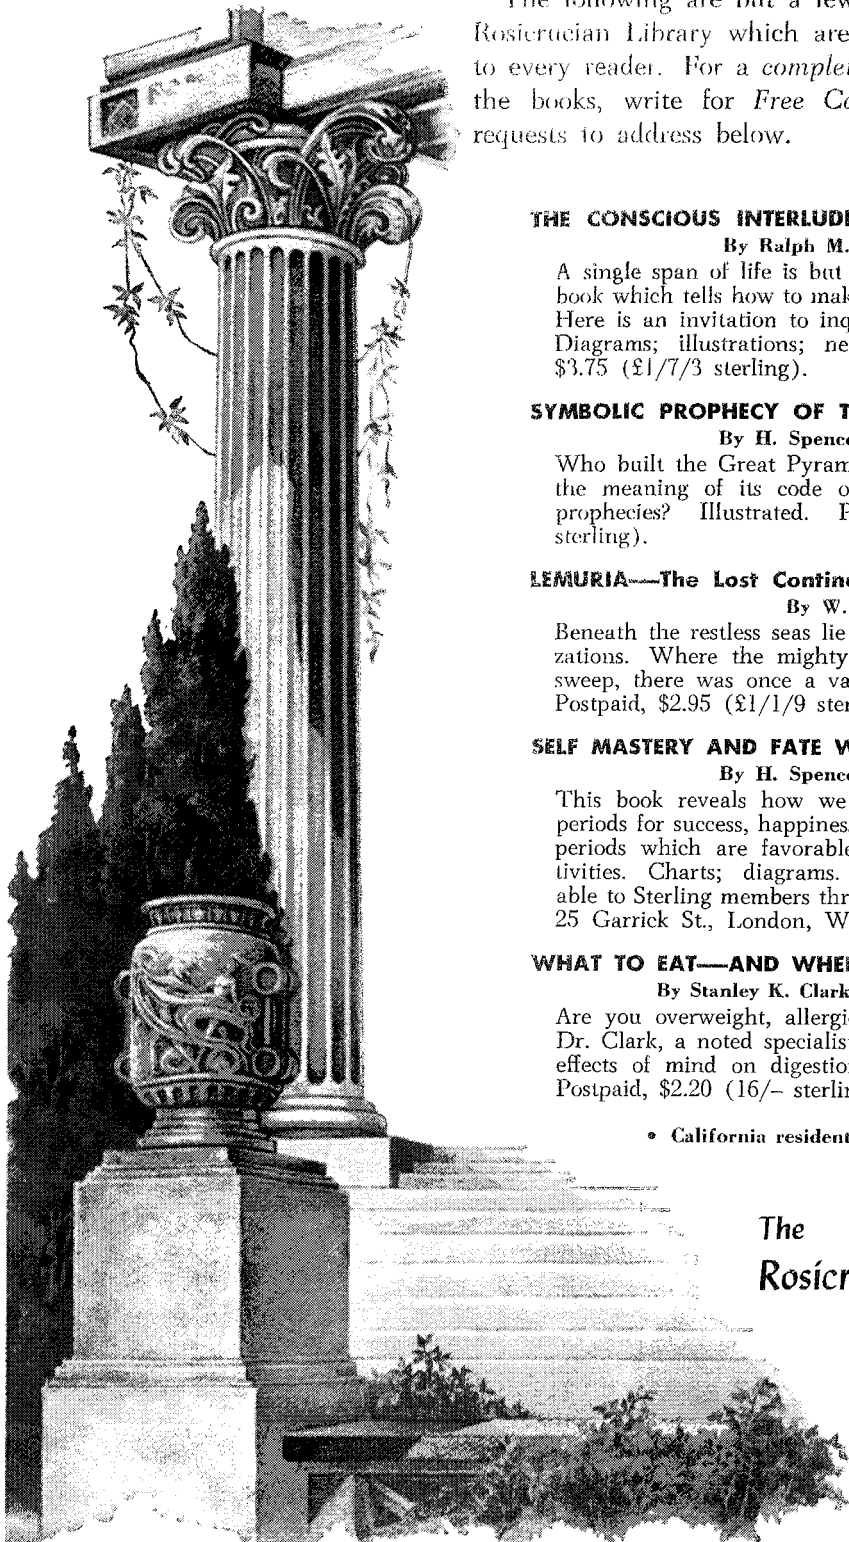 The following are but a few
Rosicrucian Library which are
to every reader. For a comple
the books, write for Free Ca
requests to address below.
THE CONSCIOUS INTERLUDE
By Ralph M.
A single span of life is but
book which tells how to mak
Here is an invitation to inq
Diagrams; illustrations; ne
$3.75 (£1/7/3 sterling).
SYMBOLIC PROPHECY OF T
By H. Spence
Who built the Great Pyram
the meaning of its code o
prophecies? Illustrated. P
sterling).
LEMURIA—The Lost Contine
By W.
Beneath the restless seas lie
zations. Where the mighty
sweep, there was once a va
Postpaid, $2.95 (£1/1/9 ster
SELF MASTERY AND FATE W
By H. Spence
This book reveals how we
periods for success, happines
periods which are favorable
tivities. Charts; diagrams.
able to Sterling members thr
25 Garrick St., London, W
WHAT TO EAT—AND WHEN
By Stanley K. Clark
Are you overweight, allergi
Dr. Clark, a noted specialis
effects of mind on digestio
Postpaid, $2.20 (16/– sterlin
• California resident
The
Rosicr